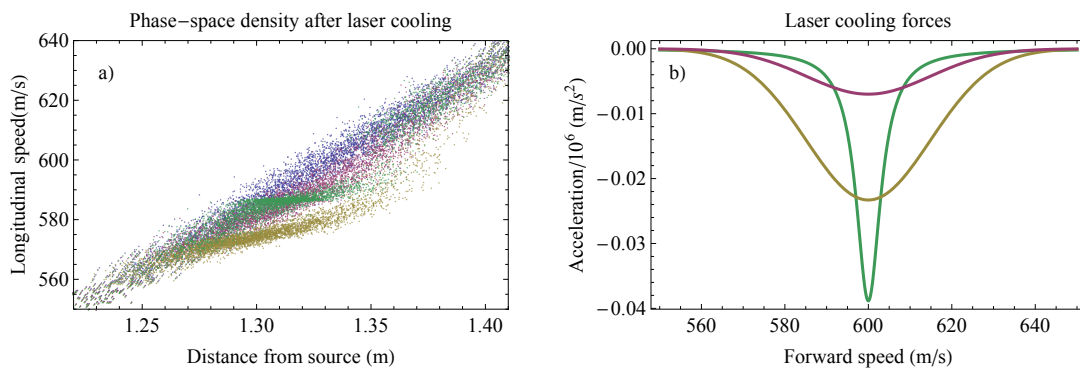 Phase−space density after laser cooling
a)
Longitudinal speed(m/s)
640
620
600
580
560
1.25
1.30
1.35
1.40
Distance from source (m)
Laser cooling forces
b)
Acceleration/10⁶ (m/s²)
0.00
−0.01
−0.02
−0.03
−0.04
560
580
600
620
640
Forward speed (m/s)